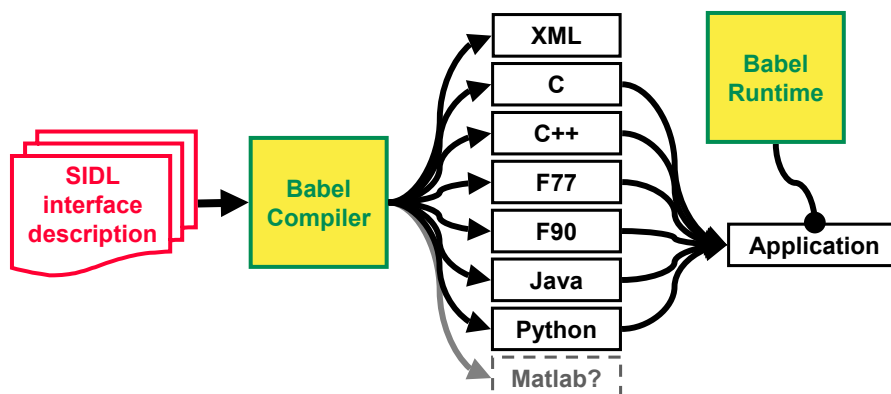 SIDL
interface
description
Babel
Compiler
XML
C
C++
F77
F90
Java
Python
Matlab?
Babel
Runtime
Application